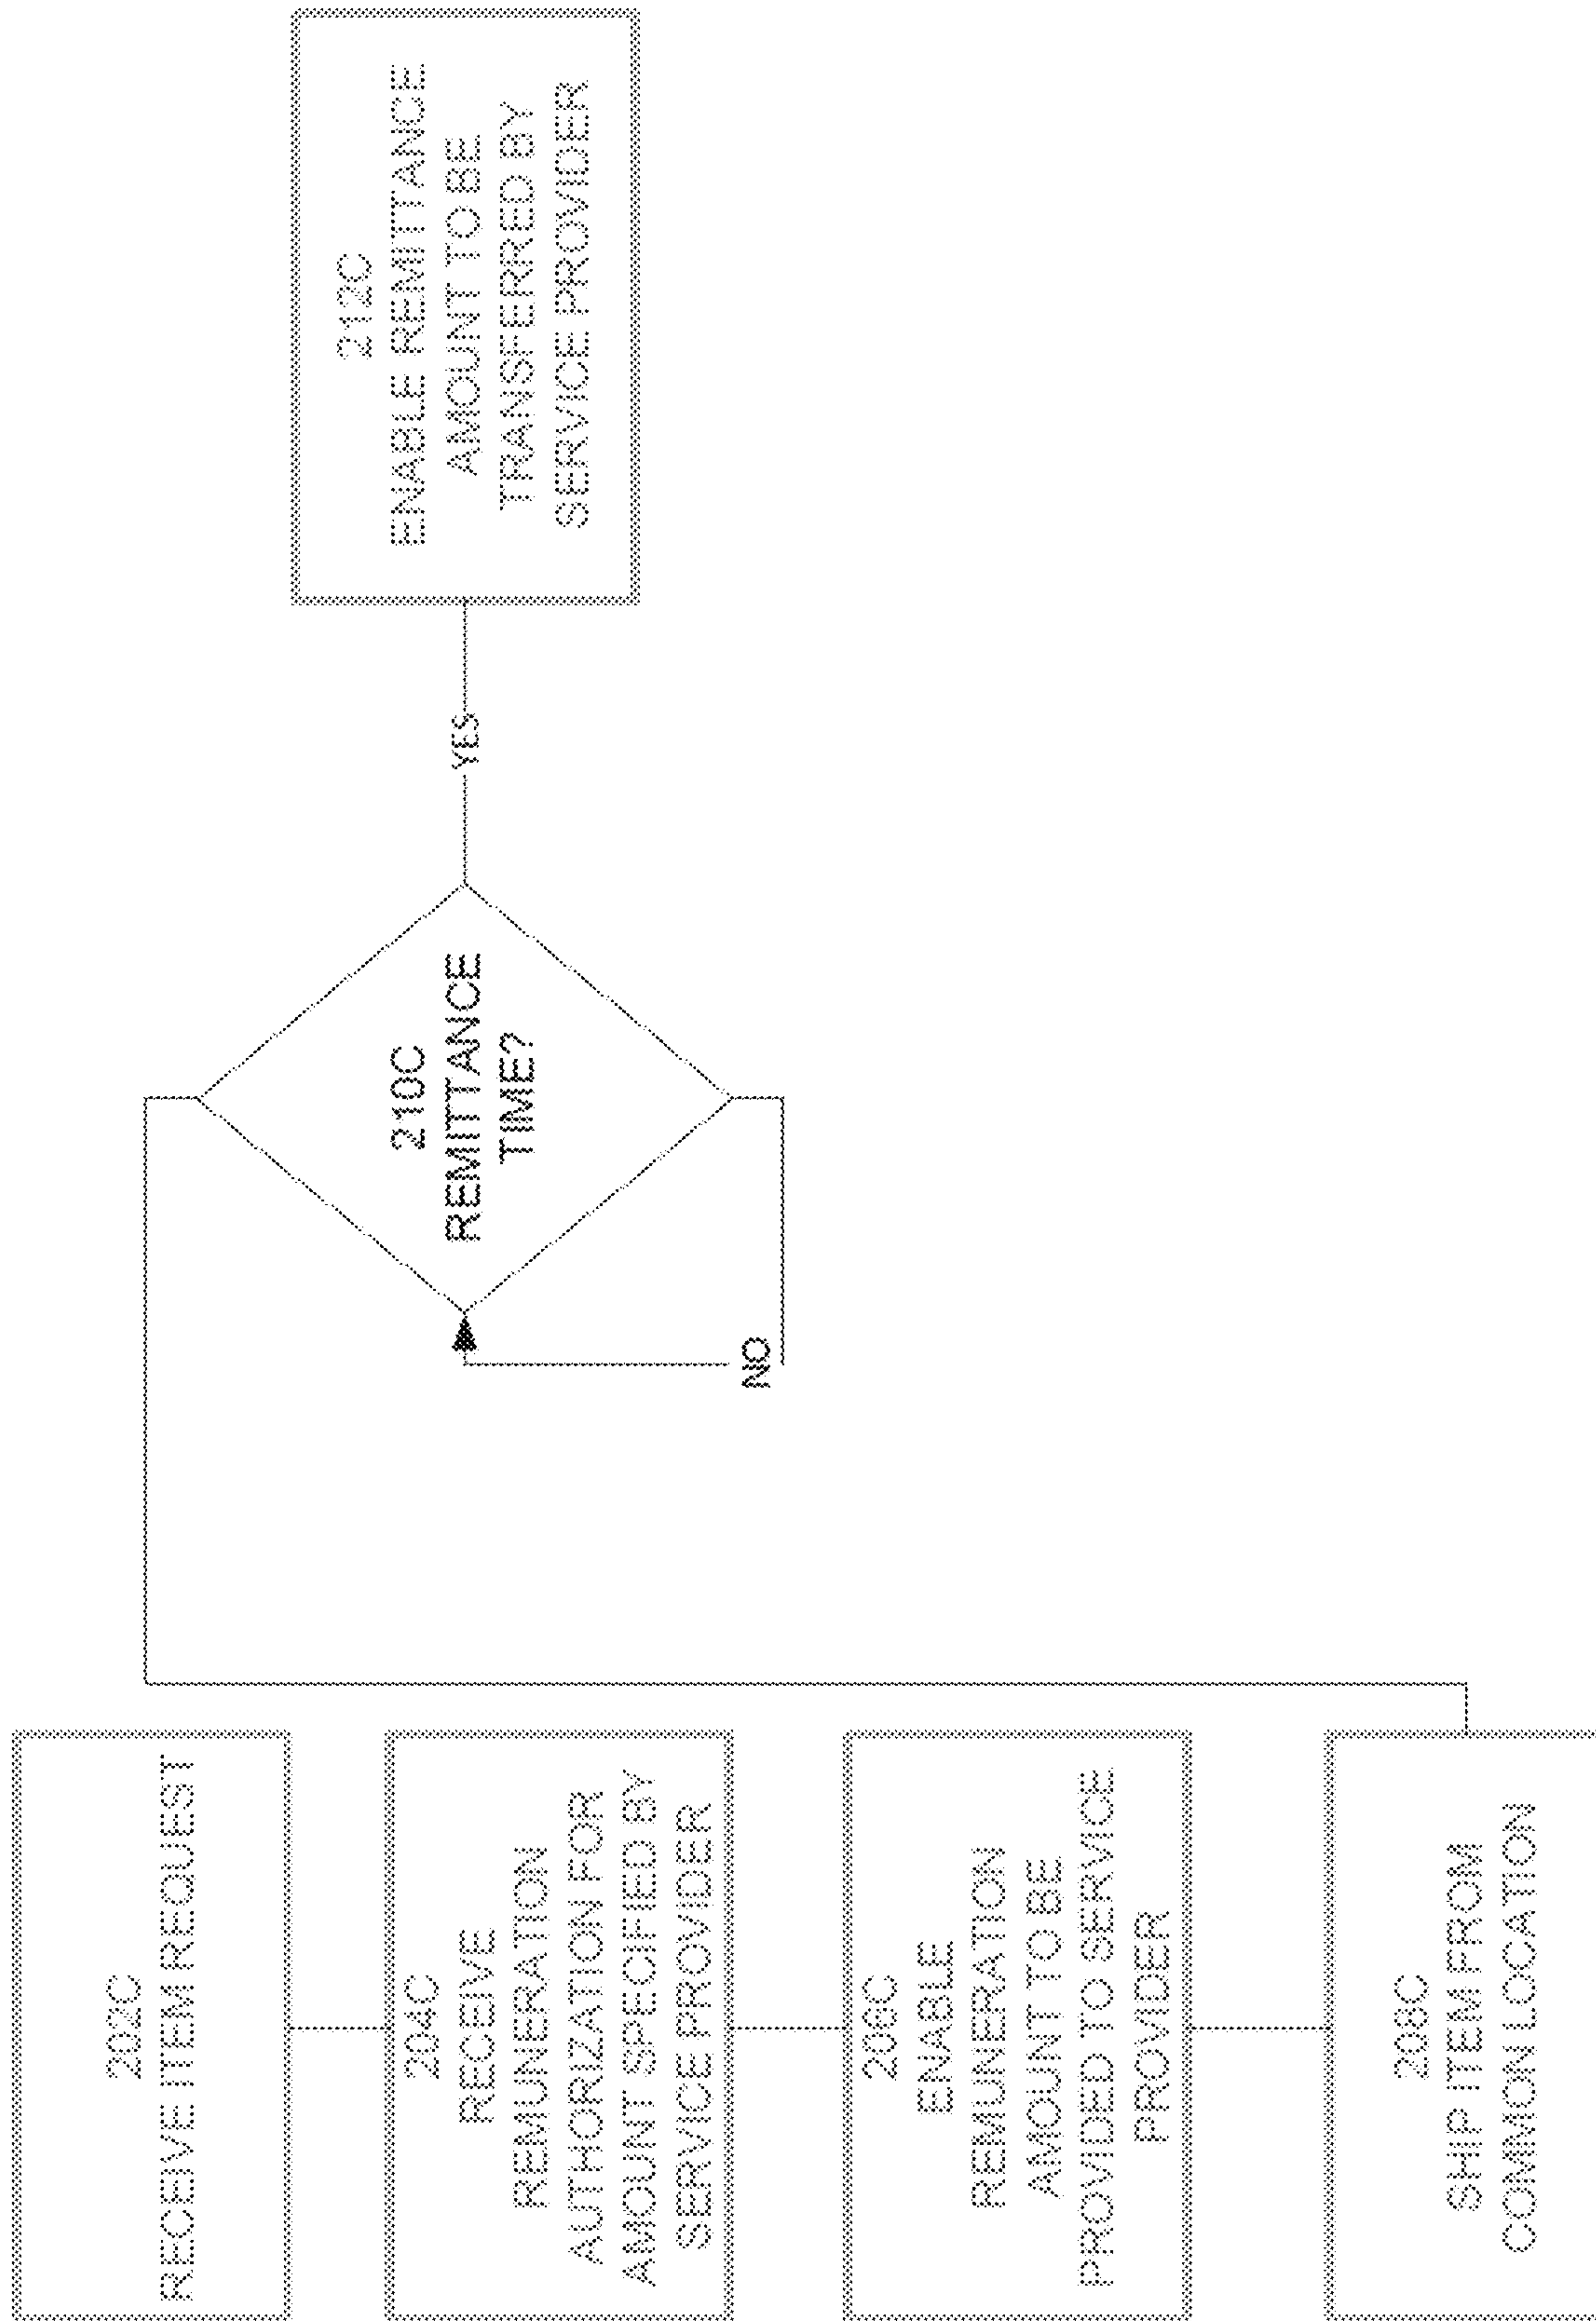 202C
RECEIVE ITEM REQUEST
204C
RECEIVE
REMUNERATION
AUTHORIZATION FOR
AMOUNT SPECIFIED BY
SERVICE PROVIDER
206C
ENABLE
REMUNERATION
AMOUNT TO BE
PROVIDED TO SERVICE
PROVIDER
208C
SHIP ITEM FROM
COMMON LOCATION
210C
REMITTANCE
TIME?
NO
YES
212C
ENABLE REMITTANCE
AMOUNT TO BE
TRANSFERRED BY
SERVICE PROVIDER